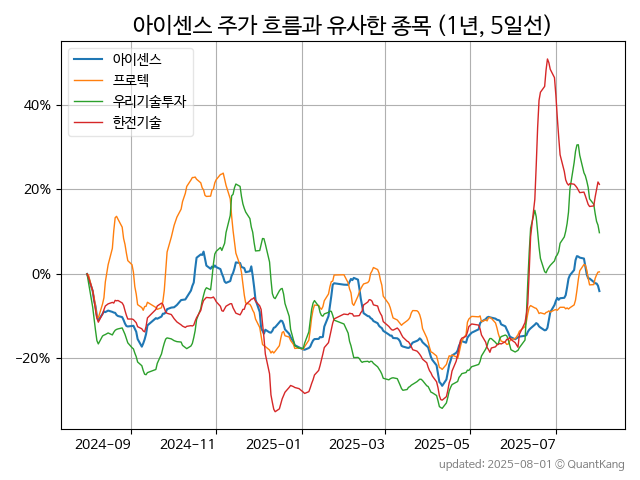 아이센스 주가 흐름과 유사한 종목 (1년, 5일선)
아이센스
프로텍
우리기술투자
한전기술
40%
20%
0%
−20%
2024-09
2024-11
2025-01
2025-03
2025-05
2025-07
updated: 2025-08-01 © QuantKang